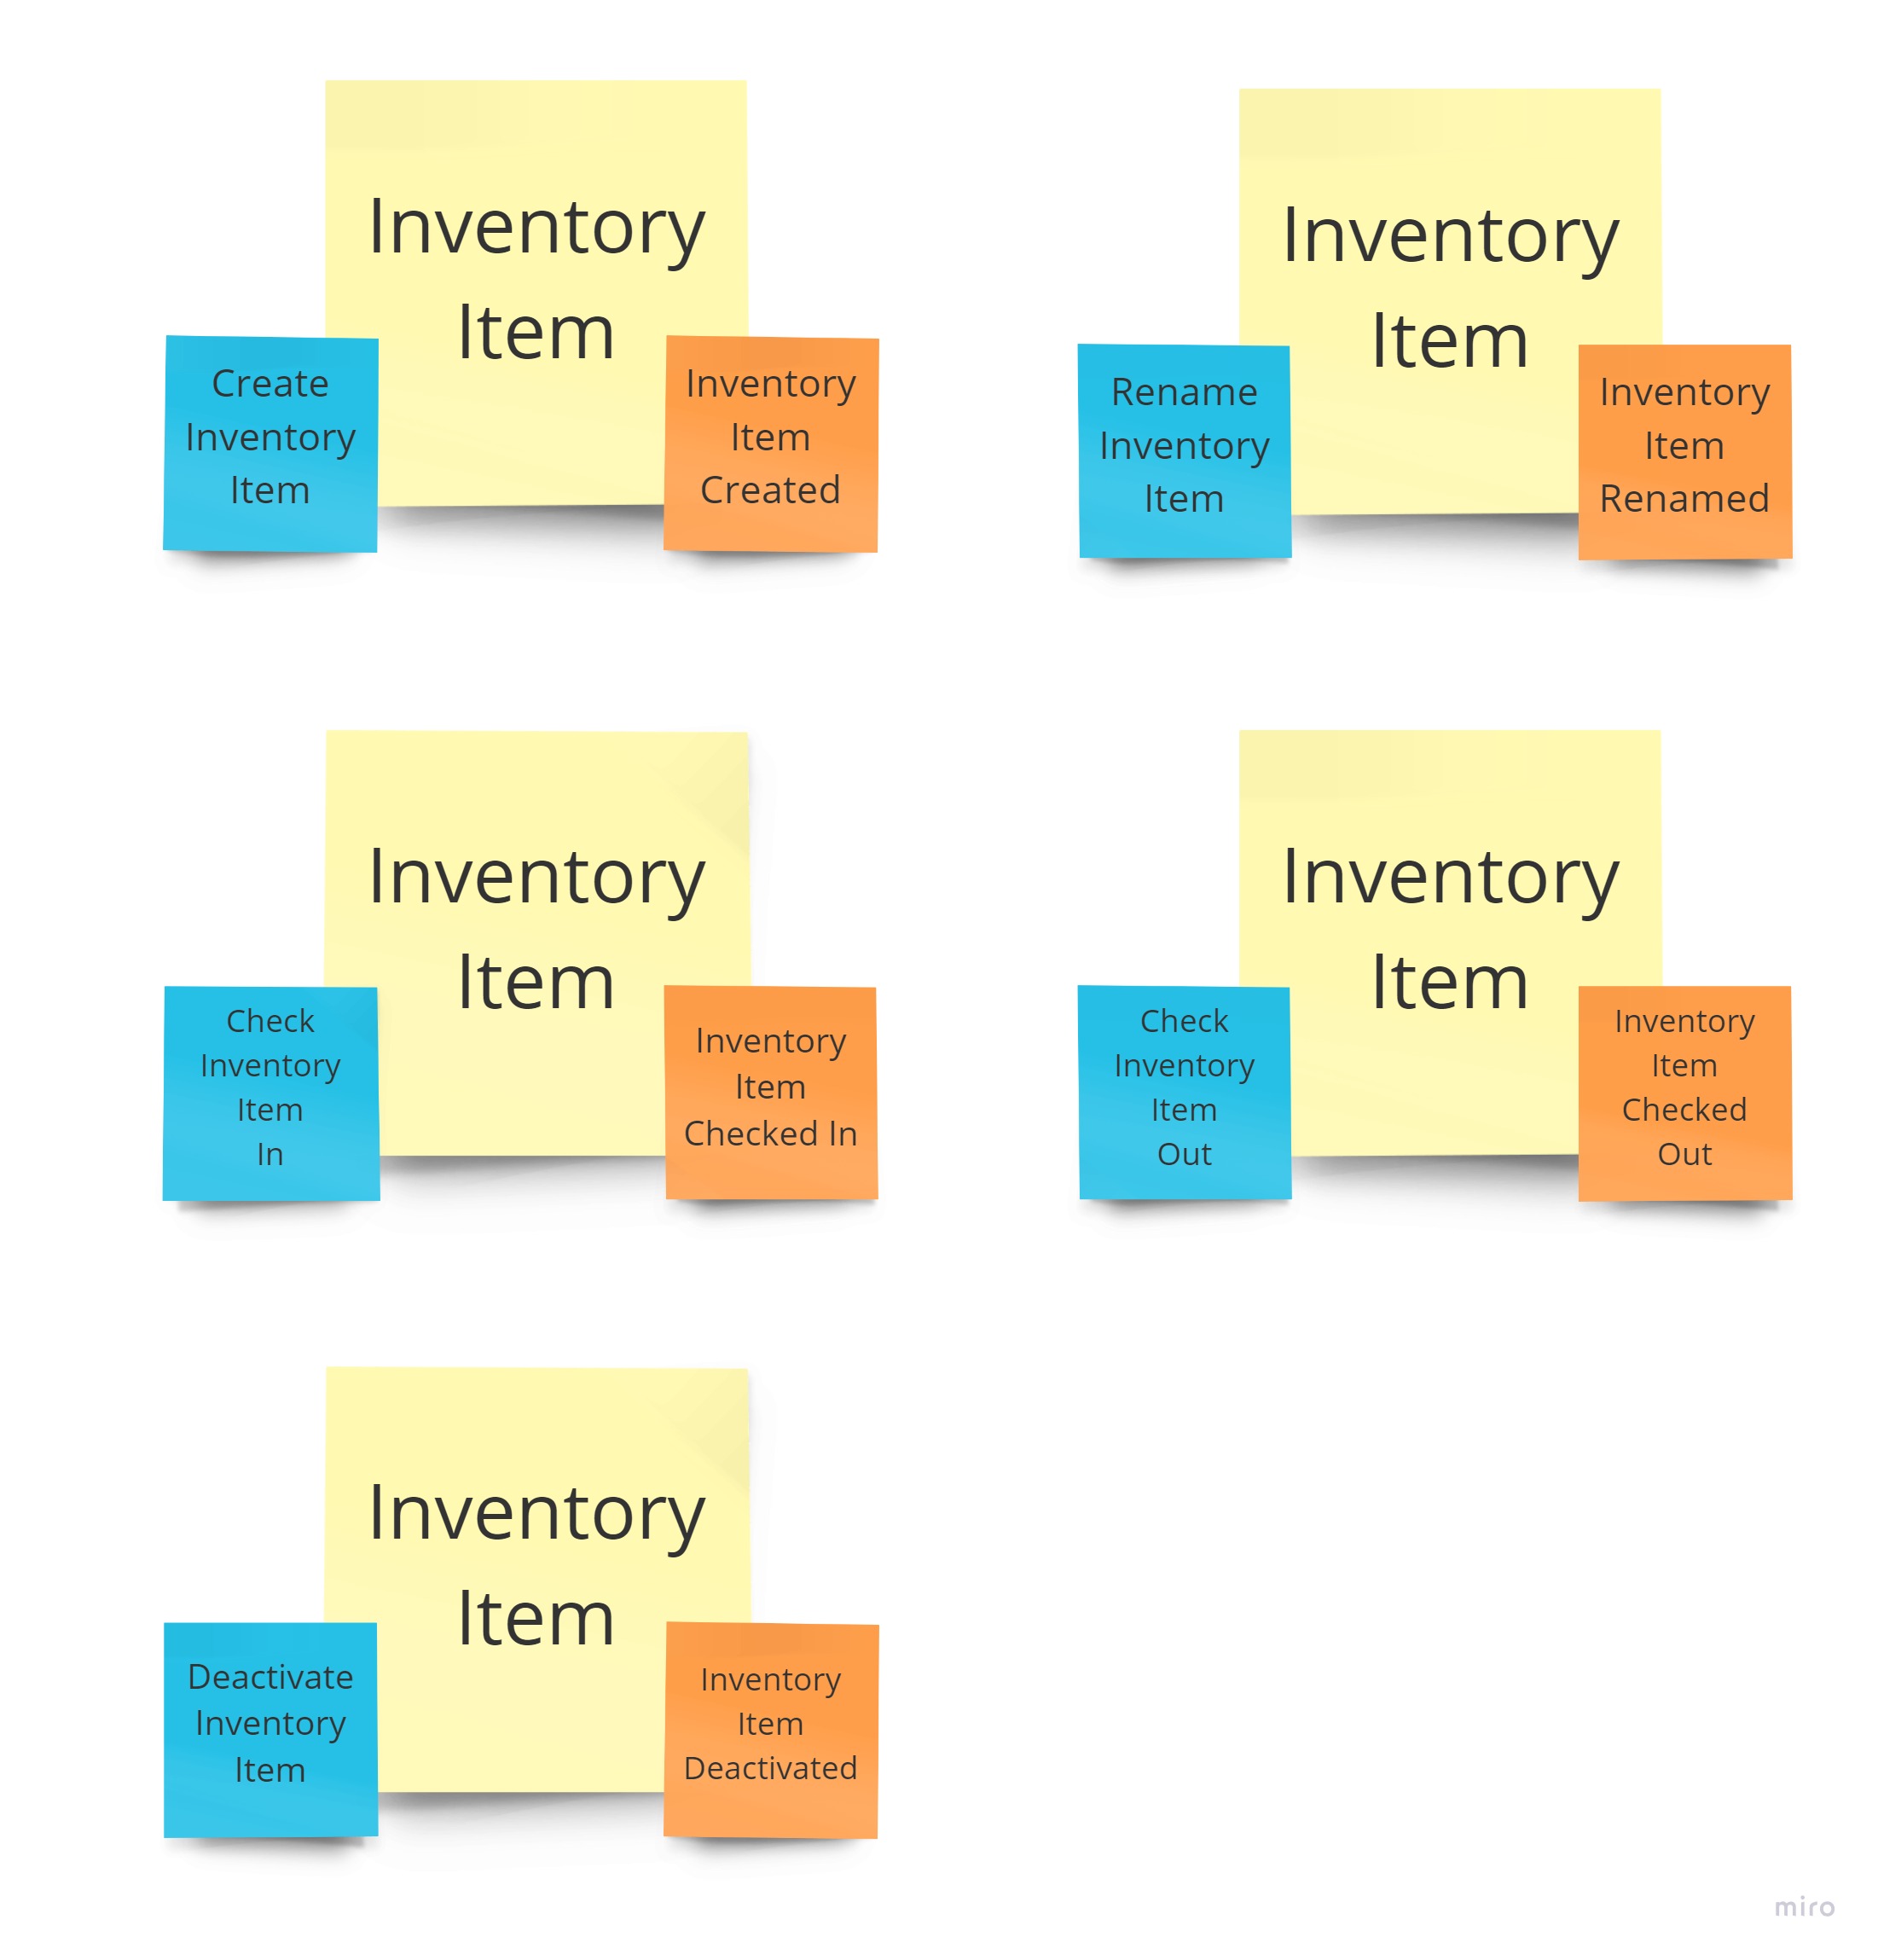 Inventory
Item
Create
Inventory
Item
Inventory
Item
Created
Inventory
Item
Rename
Inventory
Item
Inventory
Item
Renamed
Inventory
Item
Check
Inventory
Item
In
Inventory
Item
Checked In
Inventory
Item
Check
Inventory
Item
Out
Inventory
Item
Checked
Out
Inventory
Item
Deactivate
Inventory
Item
Inventory
Item
Deactivated
miro